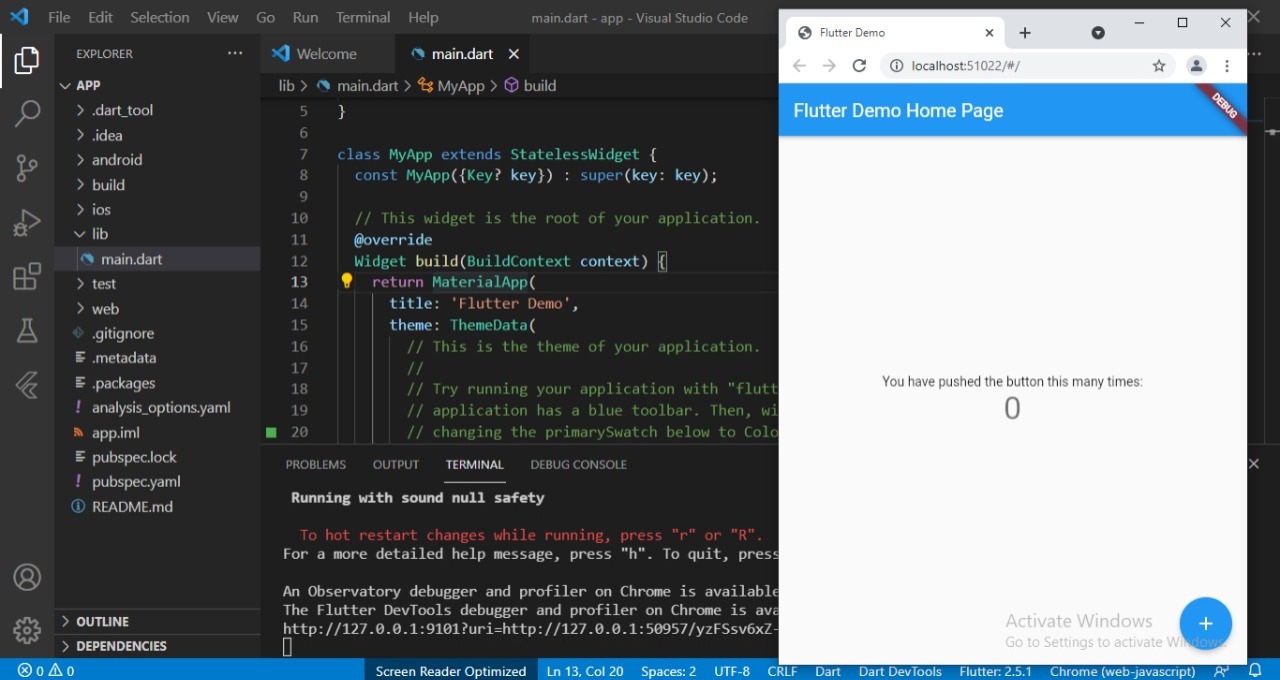 File Edit Selection View Go Run Terminal Help
main.dart - app - Visual Studio Code
EXPLORER
APP
.dart_tool
.idea
android
build
ios
lib
main.dart
test
web
.gitignore
.metadata
.packages
analysis_options.yaml
app.iml
pubspec.lock
pubspec.yaml
README.md
OUTLINE
DEPENDENCIES
Welcome
main.dart
lib > main.dart > MyApp > build
5 }
6
7 class MyApp extends StatelessWidget {
8 const MyApp({Key? key}) : super(key: key);
9
10 // This widget is the root of your application.
11 @override
12 Widget build(BuildContext context) {
13 return MaterialApp(
14 title: 'Flutter Demo',
15 theme: ThemeData(
16 // This is the theme of your application.
17 //
18 // Try running your application with "flutt
19 // application has a blue toolbar. Then, wi
20 // changing the primarySwatch below to Colo
PROBLEMS OUTPUT TERMINAL DEBUG CONSOLE
Running with sound null safety
To hot restart changes while running, press "r" or "R".
For a more detailed help message, press "h". To quit, press
An Observatory debugger and profiler on Chrome is available
The Flutter DevTools debugger and profiler on Chrome is ava
http://127.0.0.1:9101?uri=http://127.0.0.1:50957/yzFSsv6xZ-
Flutter Demo
localhost:51022/#/
Flutter Demo Home Page
DEBUG
You have pushed the button this many times:
0
Activate Windows
Go to Settings to activate Windows.
0 0 Screen Reader Optimized Ln 13, Col 20 Spaces: 2 UTF-8 CRLF Dart Dart DevTools Flutter: 2.5.1 Chrome (web-javascript)